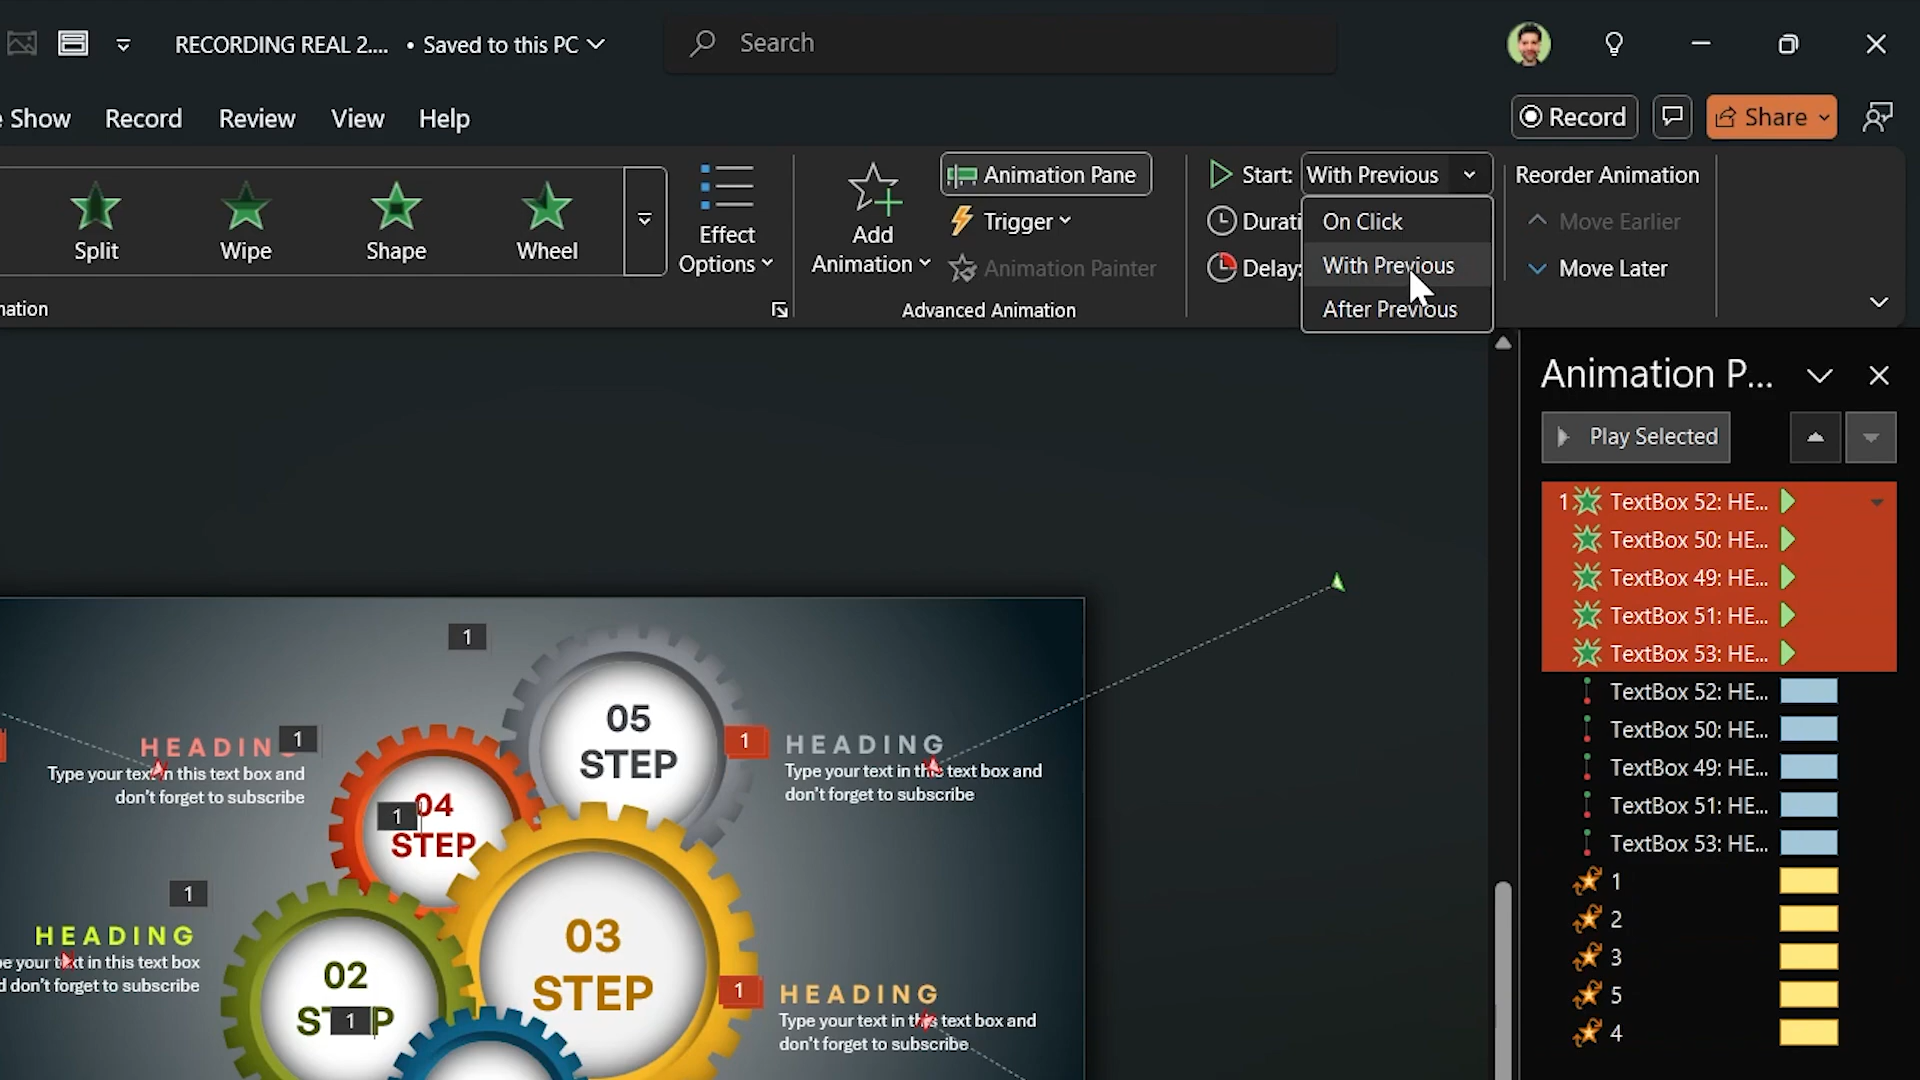 RECORDING REAL 2.... • Saved to this PC
Search
Show
Record
Review
View
Help
Record
Share
Split
Wipe
Shape
Wheel
Effect
Options
Add
Animation
Animation Pane
Trigger
Animation Painter
Advanced Animation
Start: With Previous
On Click
With Previous
After Previous
Delay:
Reorder Animation
Move Earlier
Move Later
Animation P...
Play Selected
1 TextBox 52: HE...
TextBox 50: HE...
TextBox 49: HE...
TextBox 51: HE...
TextBox 53: HE...
TextBox 52: HE...
TextBox 50: HE...
TextBox 49: HE...
TextBox 51: HE...
TextBox 53: HE...
1
2
3
5
4
1
05
STEP
1
HEADING
Type your text in this text box and
don't forget to subscribe
1
Type your text in this text box and
don't forget to subscribe
1
04
STEP
1
HEADING
your text in this text box
don't forget to subscribe
02
1
03
STEP
1
HEADING
Type your text in this text box and
don't forget to subscribe